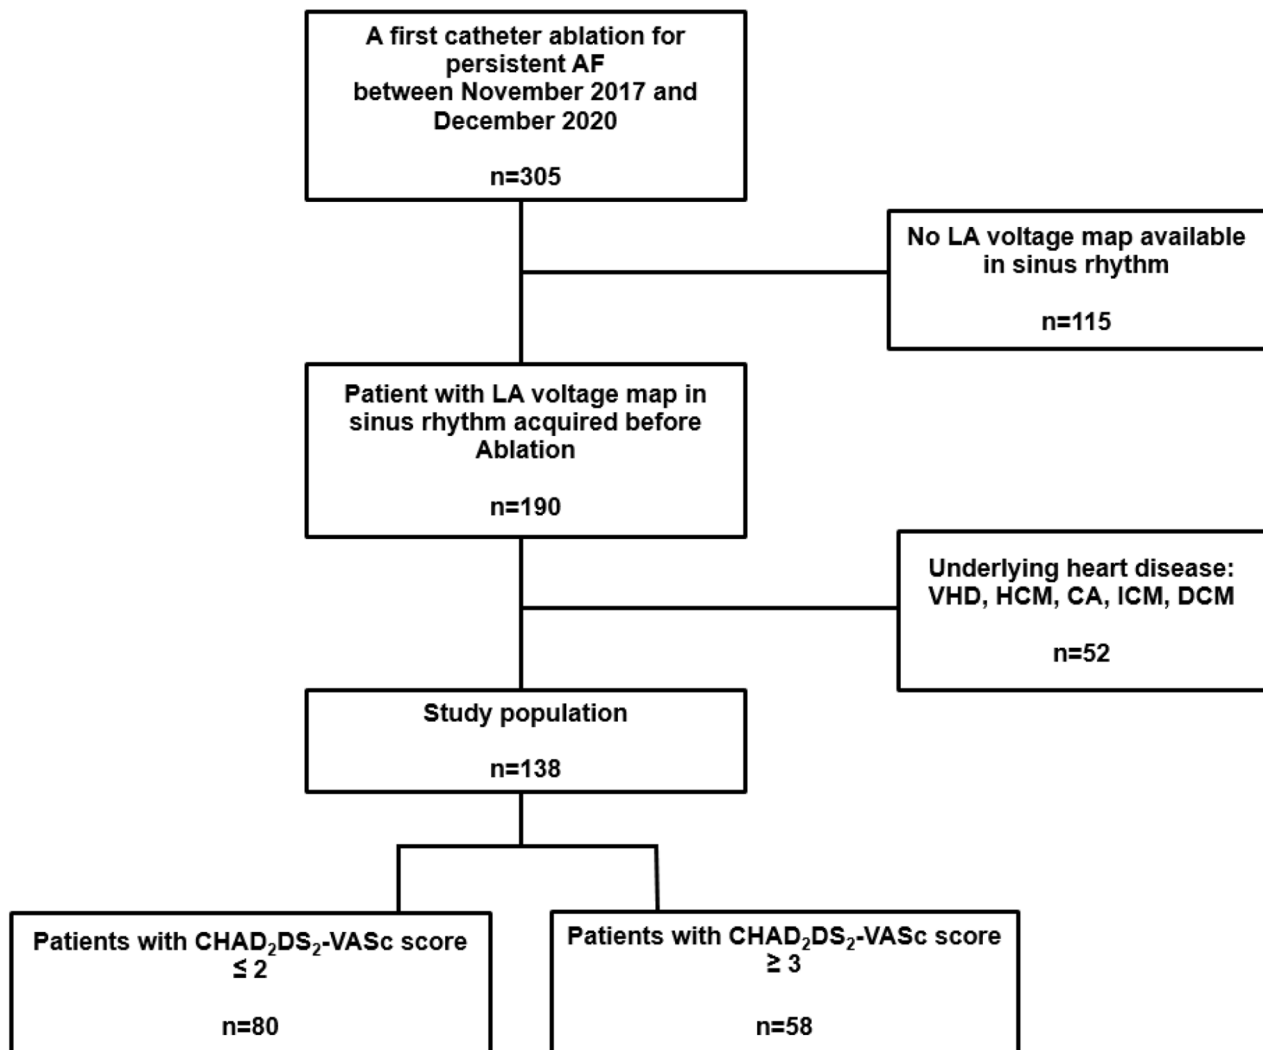 A first catheter ablation for
persistent AF
between November 2017 and
December 2020
n=305
No LA voltage map available
in sinus rhythm
n=115
Patient with LA voltage map in
sinus rhythm acquired before
Ablation
n=190
Underlying heart disease:
VHD, HCM, CA, ICM, DCM
n=52
Study population
n=138
Patients with CHAD₂DS₂-VASc score
≤ 2
n=80
Patients with CHAD₂DS₂-VASc score
≥ 3
n=58